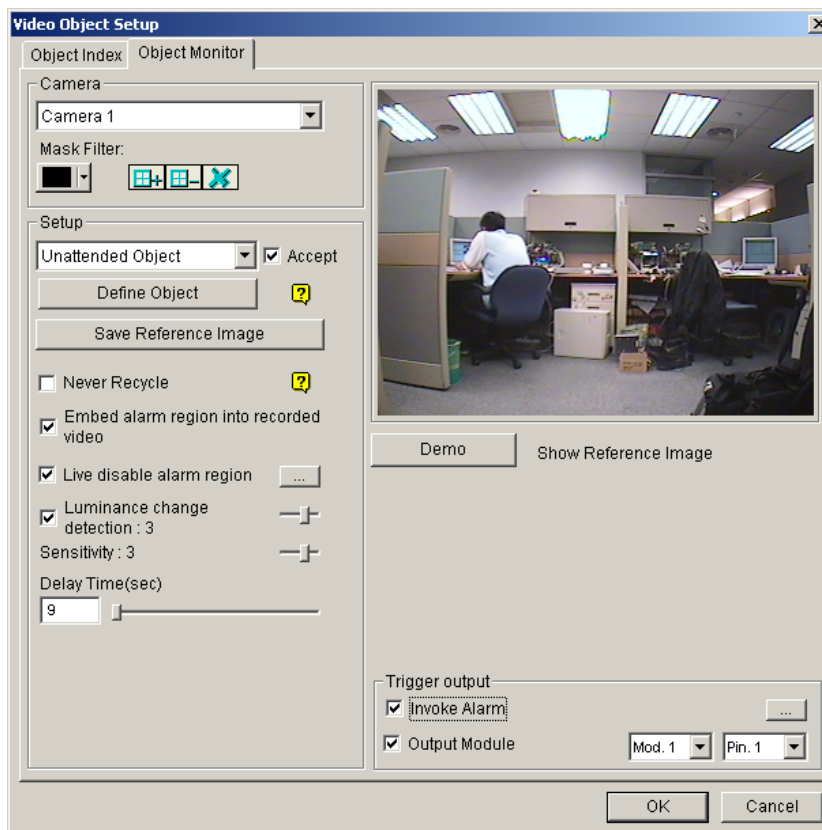 Video Object Setup
Object Index
Object Monitor
Camera
Camera 1
Mask Filter:
Setup
Unattended Object
Accept
Define Object
Save Reference Image
Never Recycle
Embed alarm region into recorded
video
Live disable alarm region
...
Luminance change
detection : 3
Sensitivity : 3
Delay Time(sec)
9
Demo
Show Reference Image
Trigger output
Invoke Alarm
...
Output Module
Mod. 1
Pin. 1
OK
Cancel